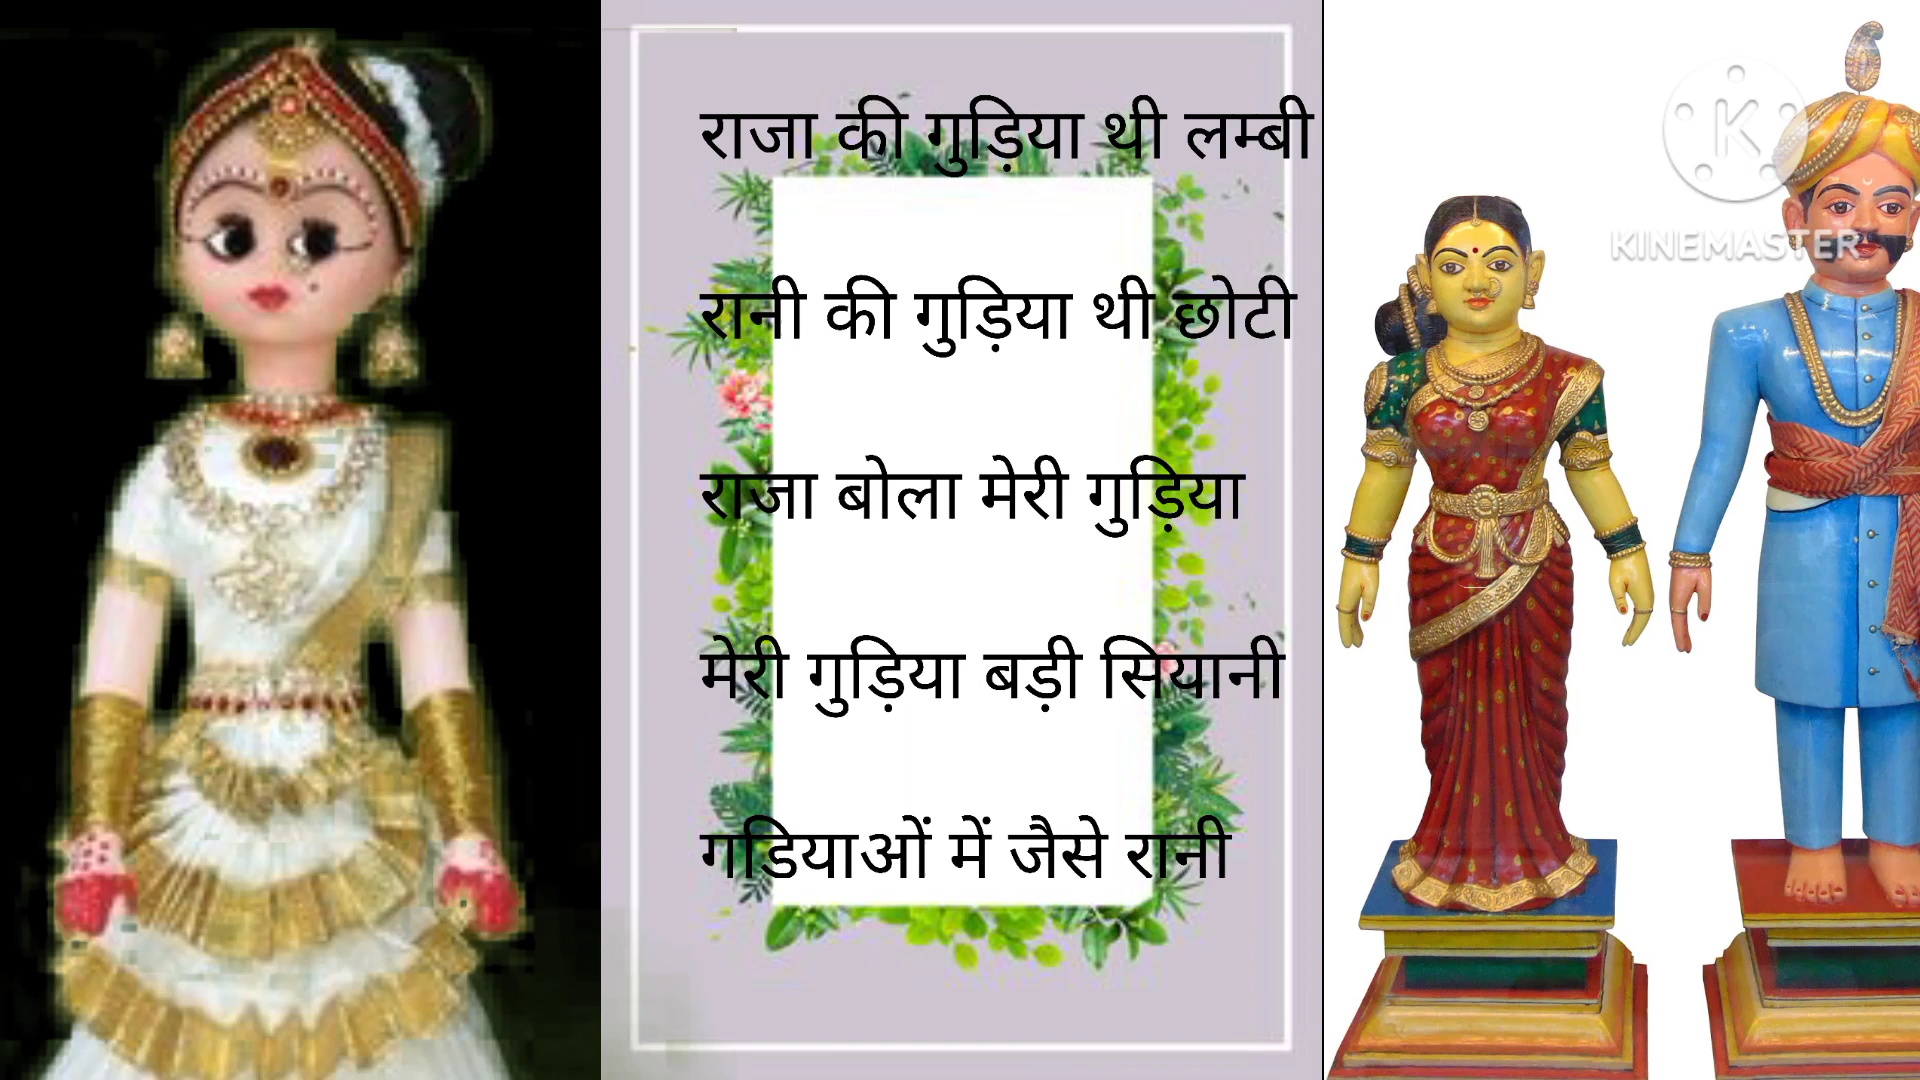 राजा की गुड़िया थी लम्बी
रानी की गुड़िया थी छोटी
राजा बोला मेरी गुड़िया
मेरी गुड़िया बड़ी सियानी
गडियाओं में जैसे रानी
K
KINEMASTER